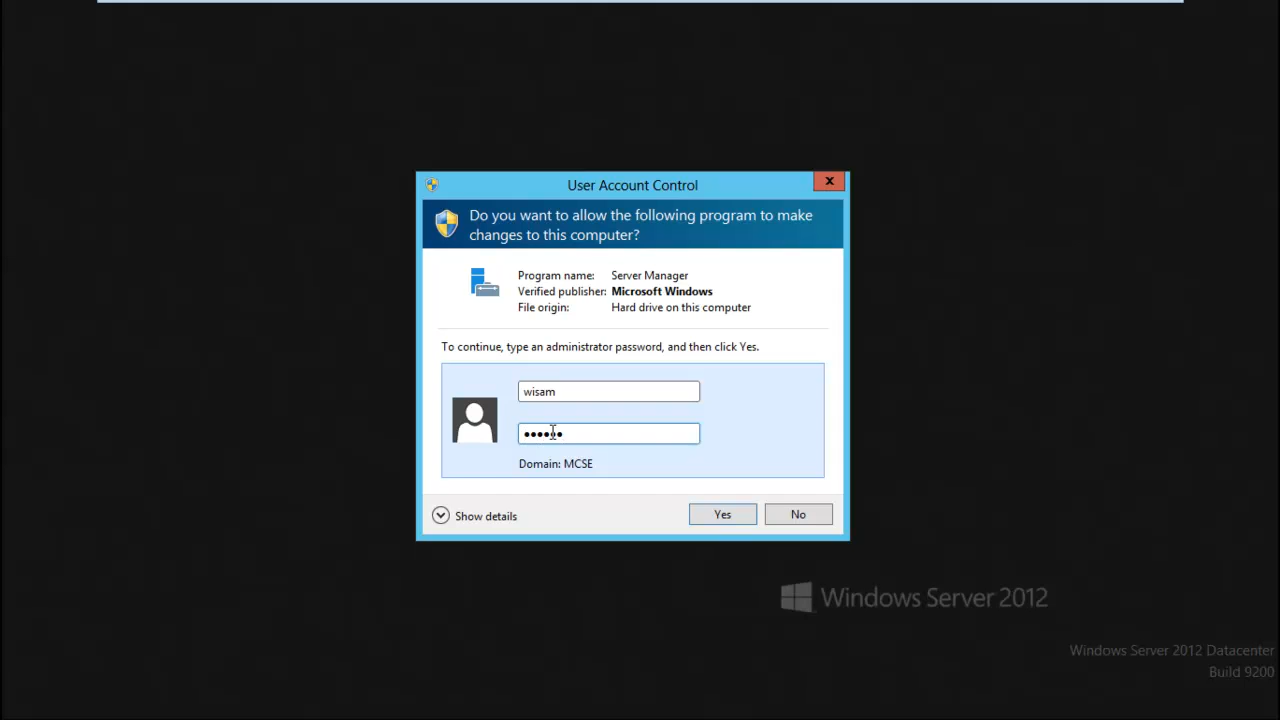 User Account Control
x
Do you want to allow the following program to make
changes to this computer?
Program name: Server Manager
Verified publisher: Microsoft Windows
File origin: Hard drive on this computer
To continue, type an administrator password, and then click Yes.
wisam
••••••
Domain: MCSE
Show details
Yes
No
Windows Server 2012
Windows Server 2012 Datacenter
Build 9200